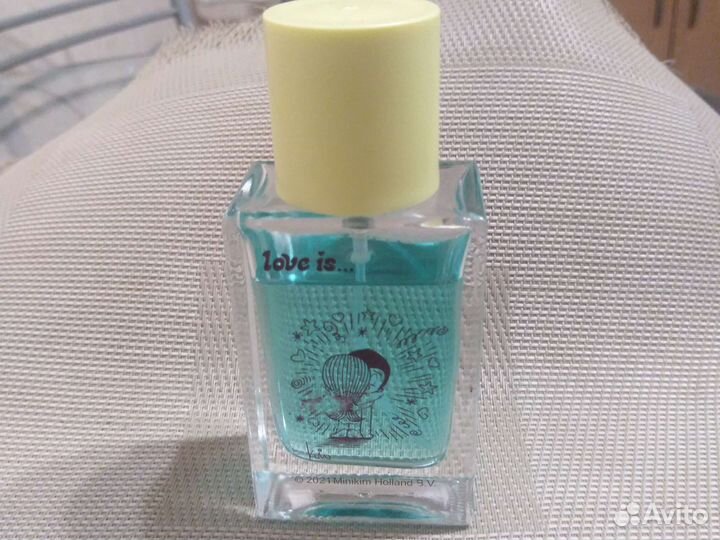 love is...
© 2021 Minikim Holland B.V.
Avito